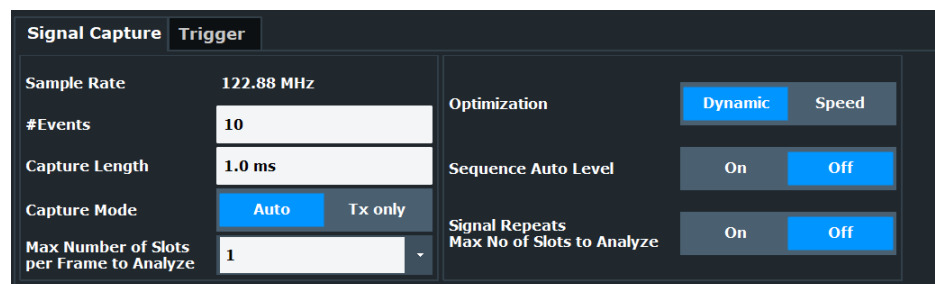 Signal Capture Trigger
Sample Rate 122.88 MHz
#Events 10
Capture Length 1.0 ms
Capture Mode Auto Tx only
Max Number of Slots
per Frame to Analyze 1
Optimization Dynamic Speed
Sequence Auto Level On Off
Signal Repeats
Max No of Slots to Analyze On Off